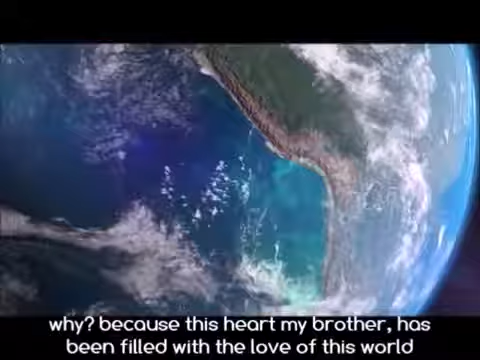 why? because this heart my brother, has
been filled with the love of this world